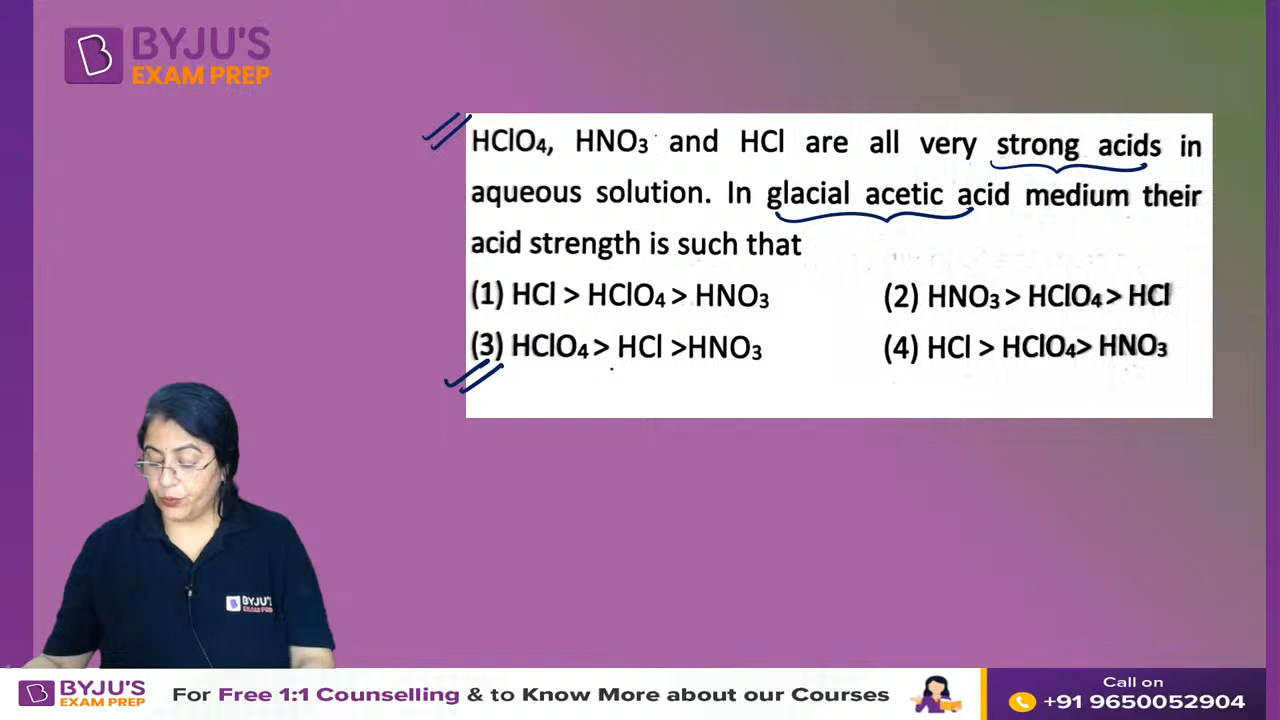 BYJU'S
EXAM PREP
HClO₄, HNO₃ and HCl are all very strong acids in
aqueous solution. In glacial acetic acid medium their
acid strength is such that
(1) HCl > HClO₄ > HNO₃ (2) HNO₃ > HClO₄ > HCl
(3) HClO₄ > HCl >HNO₃ (4) HCl > HClO₄> HNO₃
BYJU'S
EXAM PREP
BYJU'S
EXAM PREP
For Free 1:1 Counselling & to Know More about our Courses
Call on
+91 9650052904